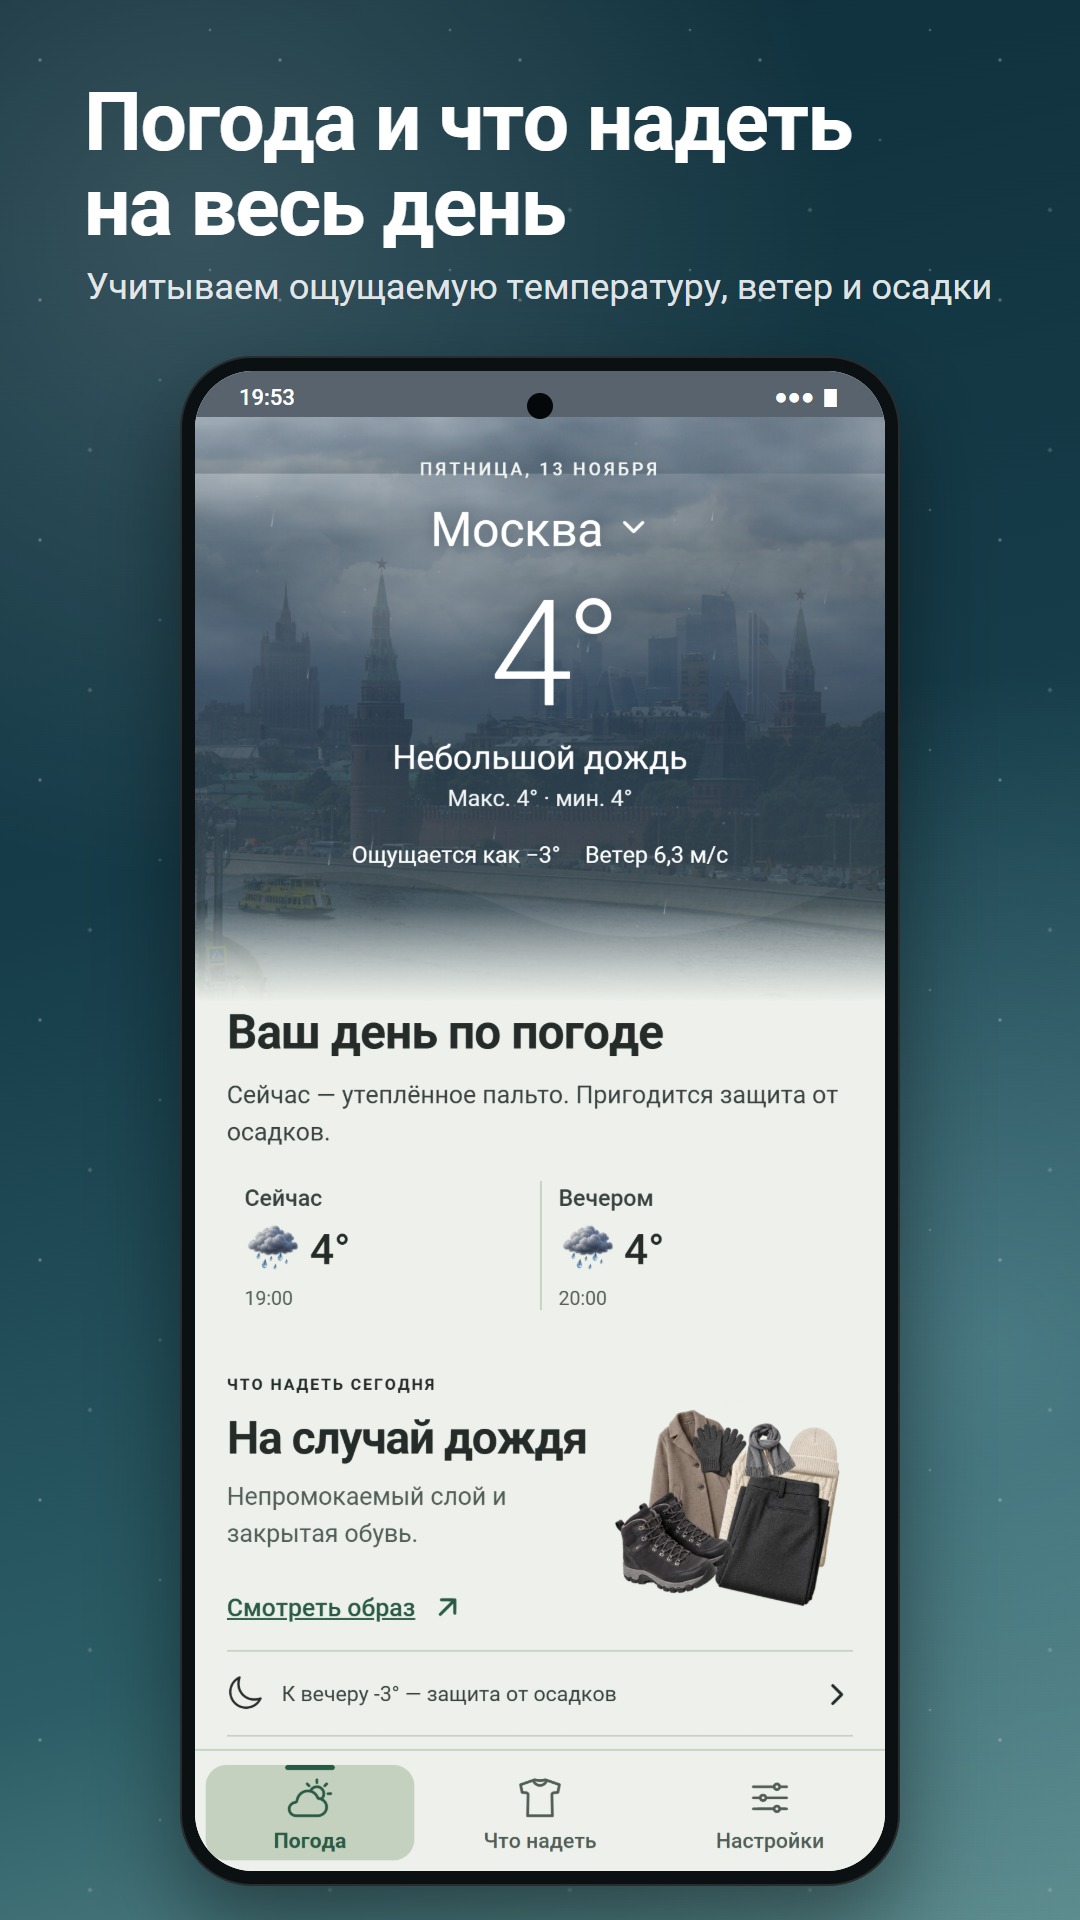 Погода и что надеть
на весь день
Учитываем ощущаемую температуру, ветер и осадки
19:53
ПЯТНИЦА, 13 НОЯБРЯ
Москва
4°
Небольшой дождь
Макс. 4° · мин. 4°
Ощущается как −3° Ветер 6,3 м/с
Ваш день по погоде
Сейчас — утеплённое пальто. Пригодится защита от
осадков.
Сейчас
4°
19:00
Вечером
4°
20:00
ЧТО НАДЕТЬ СЕГОДНЯ
На случай дождя
Непромокаемый слой и
закрытая обувь.
Смотреть образ
К вечеру -3° — защита от осадков
Погода
Что надеть
Настройки